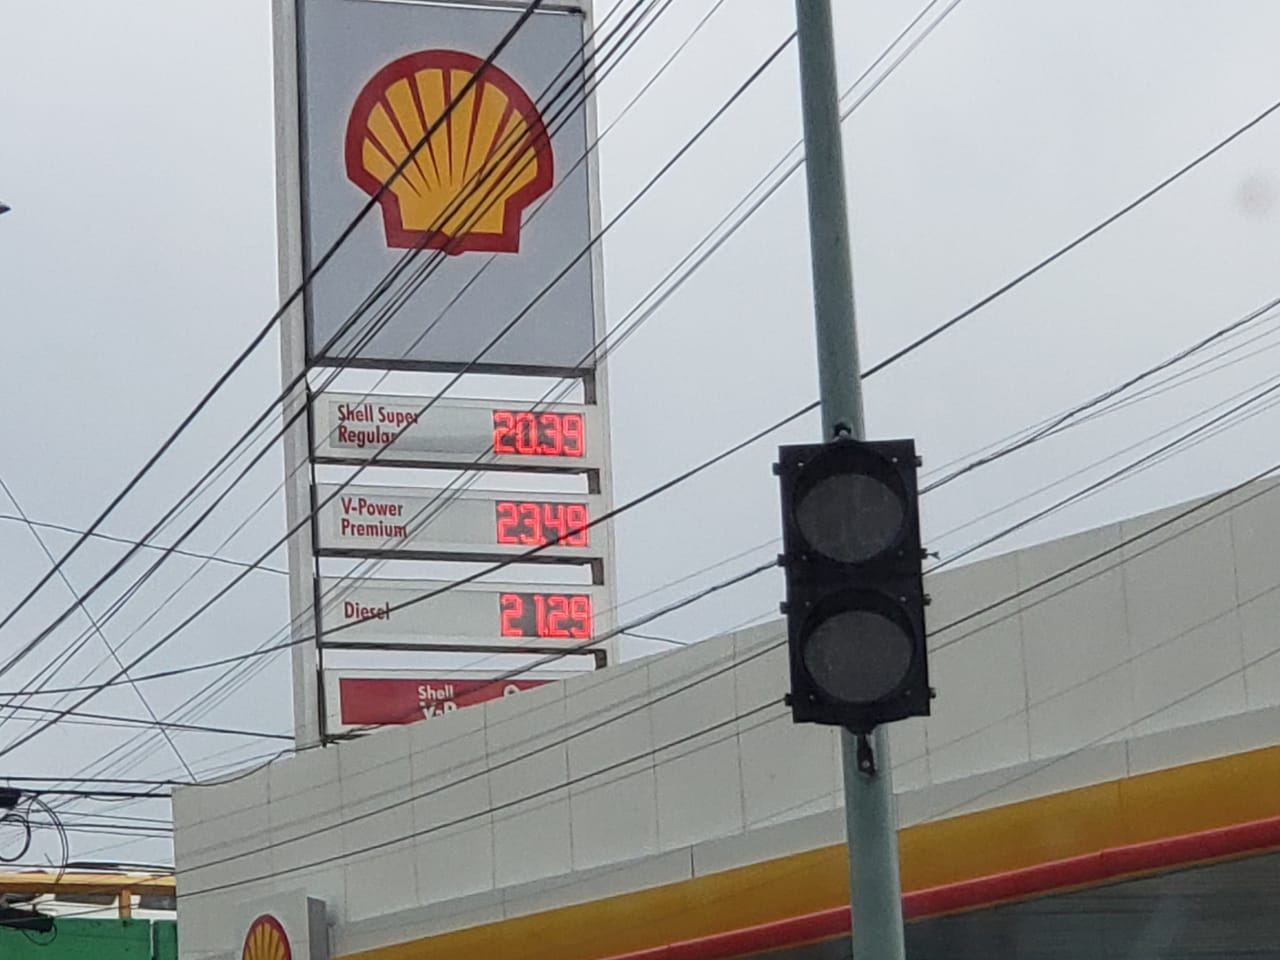 Shell Super
Regular
20.39
V-Power
Premium
23.49
Diesel
21.29
Shell